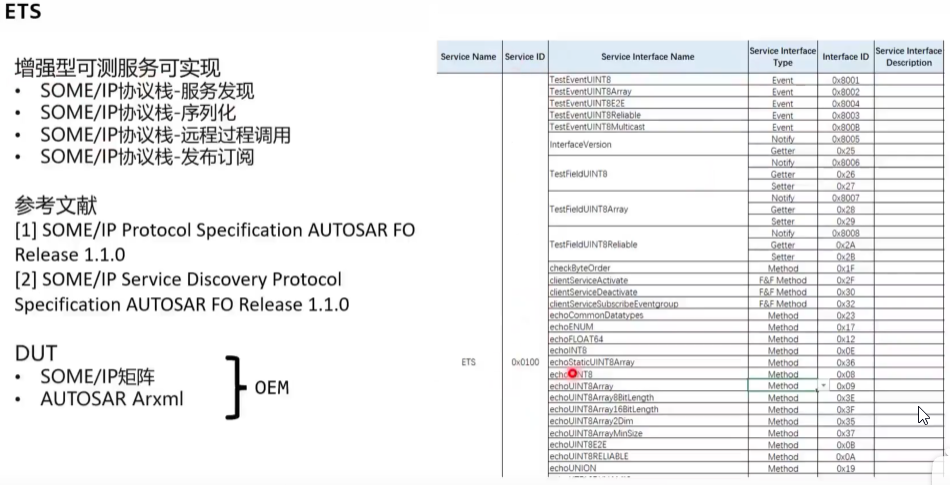 ETS
增强型可测服务可实现
• SOME/IP协议栈-服务发现
• SOME/IP协议栈-序列化
• SOME/IP协议栈-远程过程调用
• SOME/IP协议栈-发布订阅
参考文献
[1] SOME/IP Protocol Specification AUTOSAR FO
Release 1.1.0
[2] SOME/IP Service Discovery Protocol
Specification AUTOSAR FO Release 1.1.0
DUT
• SOME/IP矩阵
• AUTOSAR Arxml
OEM
Service Name Service ID Service Interface Name Service Interface Type Interface ID Service Interface Description
ETS 0x0100
TestEventUINT8 Event 0x8001
TestEventUINT8Array Event 0x8002
TestEventUINT8E2E Event 0x8004
TestEventUINT8Reliable Event 0x8003
TestEventUINT8Multicast Event 0x800B
InterfaceVersion Notify 0x8005
Getter 0x25
TestFieldUINT8 Notify 0x8006
Getter 0x26
Setter 0x27
TestFieldUINT8Array Notify 0x8007
Getter 0x28
Setter 0x29
TestFieldUINT8Reliable Notify 0x8008
Getter 0x2A
Setter 0x2B
checkByteOrder Method 0x1F
clientServiceActivate F&F Method 0x2F
clientServiceDeactivate F&F Method 0x30
clientServiceSubscribeEventgroup F&F Method 0x32
echoCommonDatatypes Method 0x23
echoENUM Method 0x17
echoFLOAT64 Method 0x12
echoINT8 Method 0x0E
echoStaticUINT8Array Method 0x36
Method 0x08
echoUINT8Array Method 0x09
echoUINT8Array8BitLength Method 0x3E
echoUINT8Array16BitLength Method 0x3F
echoUINT8Array2Dim Method 0x35
echoUINT8ArrayMinSize Method 0x37
echoUINT8E2E Method 0x0B
echoUINT8RELIABLE Method 0x0A
echoUNION Method 0x19